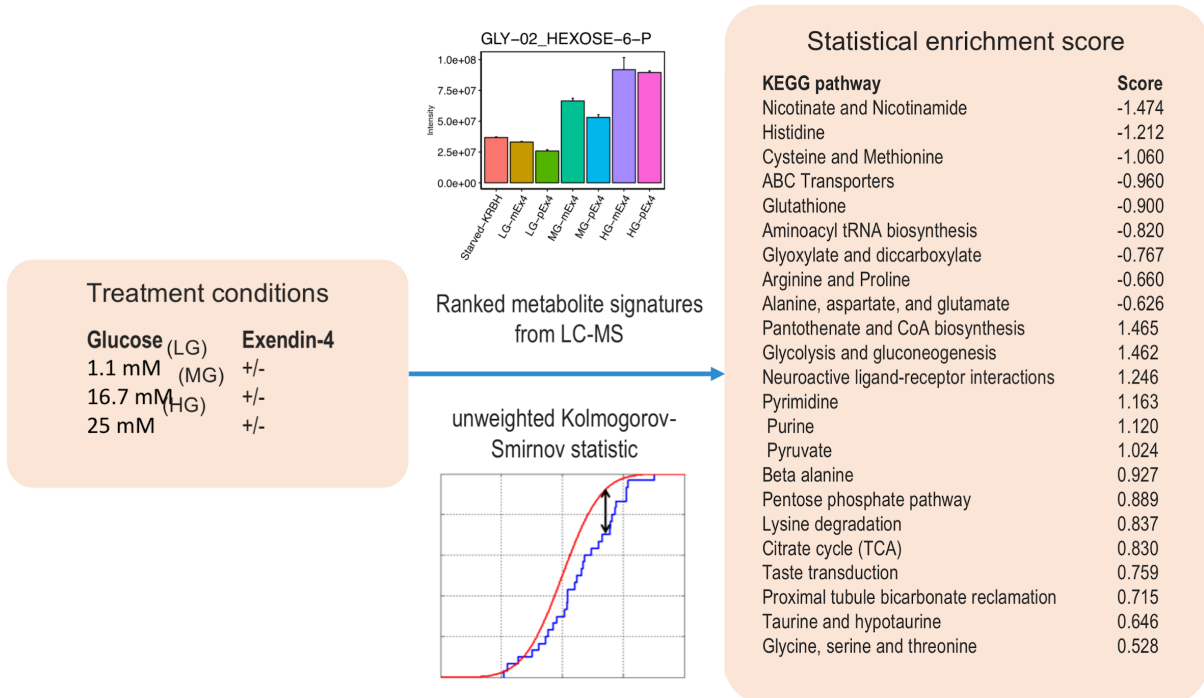 GLY-02_HEXOSE-6-P
Intensity
1.0e+08
7.5e+07
5.0e+07
2.5e+07
0.0e+00
Starved-KRBH
LG-mEx4
LG-pEx4
MG-mEx4
MG-pEx4
HG-mEx4
HG-pEx4
Treatment conditions
Glucose (LG) Exendin-4
1.1 mM (MG) +/-
16.7 mM (HG) +/-
25 mM +/-
Ranked metabolite signatures
from LC-MS
unweighted Kolmogorov-
Smirnov statistic
Statistical enrichment score
KEGG pathway Score
Nicotinate and Nicotinamide -1.474
Histidine -1.212
Cysteine and Methionine -1.060
ABC Transporters -0.960
Glutathione -0.900
Aminoacyl tRNA biosynthesis -0.820
Glyoxylate and diccarboxylate -0.767
Arginine and Proline -0.660
Alanine, aspartate, and glutamate -0.626
Pantothenate and CoA biosynthesis 1.465
Glycolysis and gluconeogenesis 1.462
Neuroactive ligand-receptor interactions 1.246
Pyrimidine 1.163
Purine 1.120
Pyruvate 1.024
Beta alanine 0.927
Pentose phosphate pathway 0.889
Lysine degradation 0.837
Citrate cycle (TCA) 0.830
Taste transduction 0.759
Proximal tubule bicarbonate reclamation 0.715
Taurine and hypotaurine 0.646
Glycine, serine and threonine 0.528